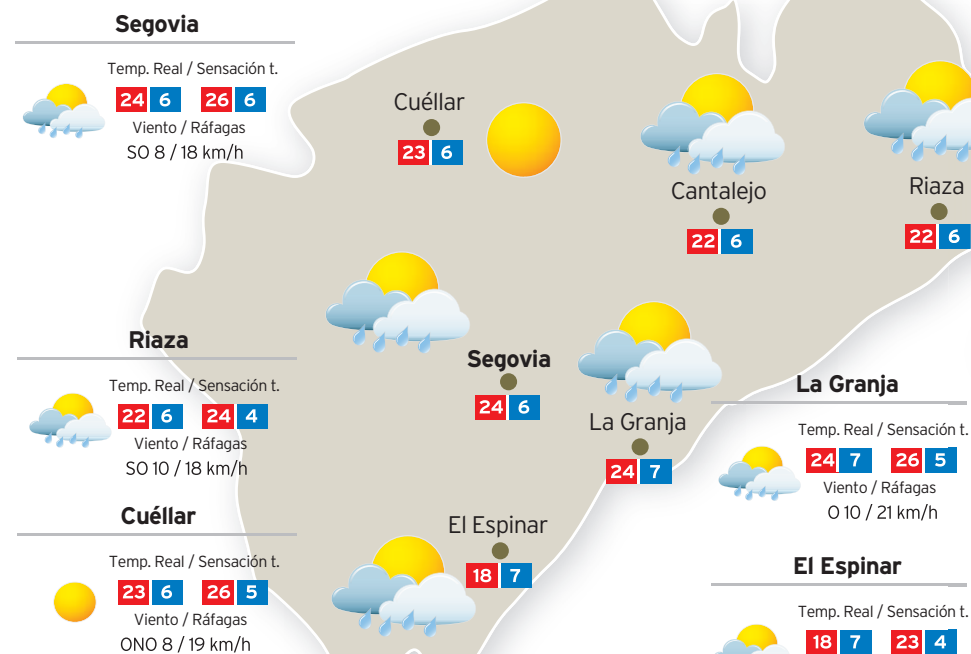 Segovia
Temp. Real / Sensación t.
24 6 26 6
Viento / Ráfagas
SO 8 / 18 km/h
Riaza
Temp. Real / Sensación t.
22 6 24 4
Viento / Ráfagas
SO 10 / 18 km/h
Cuéllar
Temp. Real / Sensación t.
23 6 26 5
Viento / Ráfagas
ONO 8 / 19 km/h
Cuéllar
23 6
Cantalejo
22 6
Riaza
22 6
Segovia
24 6
La Granja
24 7
El Espinar
18 7
La Granja
Temp. Real / Sensación t.
24 7 26 5
Viento / Ráfagas
O 10 / 21 km/h
El Espinar
Temp. Real / Sensación t.
18 7 23 4